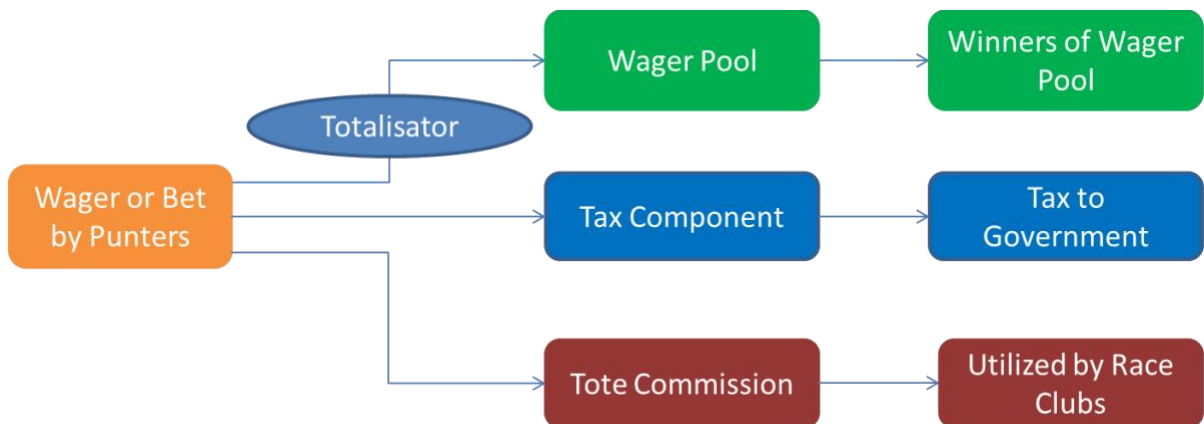 Wager Pool
Winners of Wager
Pool
Totalisator
Wager or Bet
by Punters
Tax Component
Tax to
Government
Tote Commission
Utilized by Race
Clubs